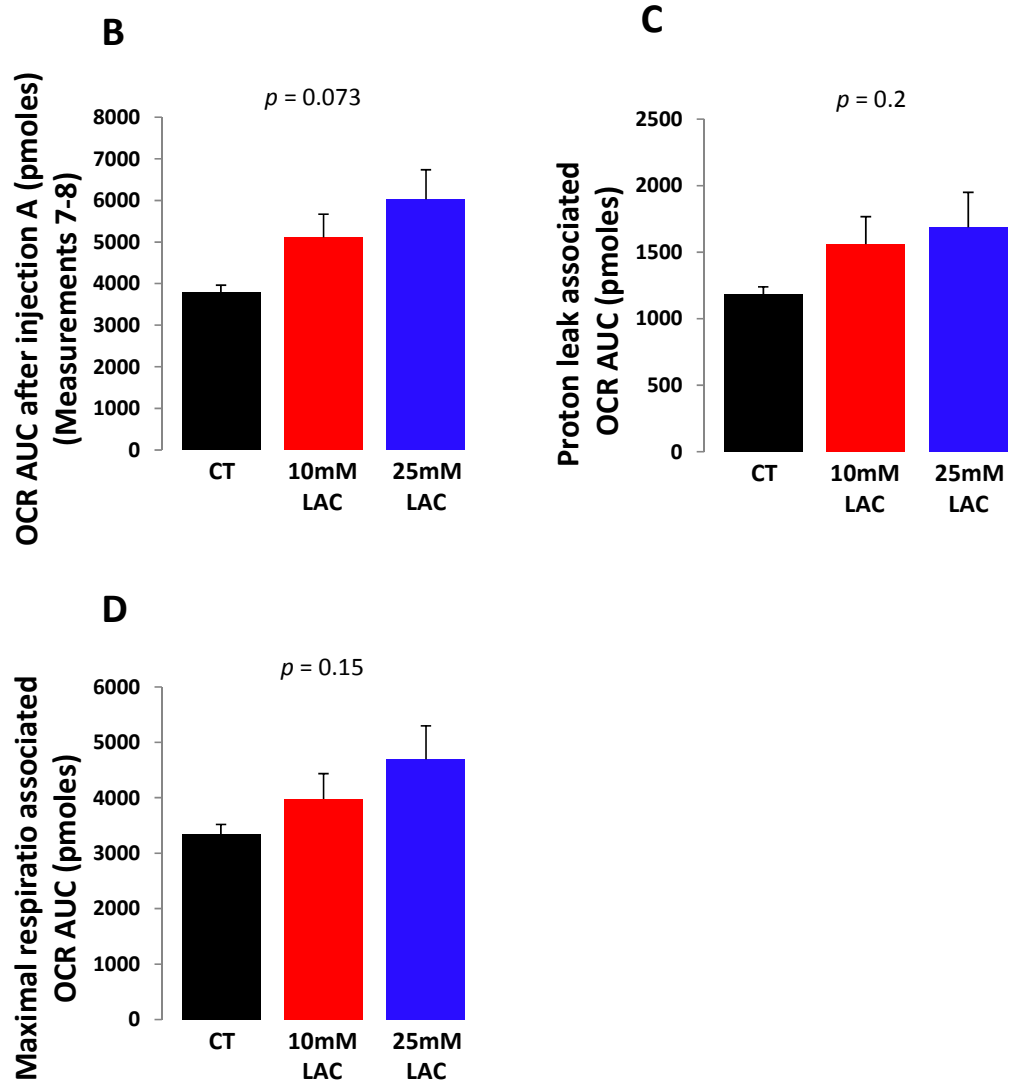 B
OCR AUC after injection A (pmoles)
(Measurements 7-8)
p = 0.073
8000
7000
6000
5000
4000
3000
2000
1000
0
CT
10mM
LAC
25mM
LAC
C
Proton leak associated
OCR AUC (pmoles)
p = 0.2
2500
2000
1500
1000
500
0
CT
10mM
LAC
25mM
LAC
D
Maximal respiratio associated
OCR AUC (pmoles)
p = 0.15
6000
5000
4000
3000
2000
1000
0
CT
10mM
LAC
25mM
LAC